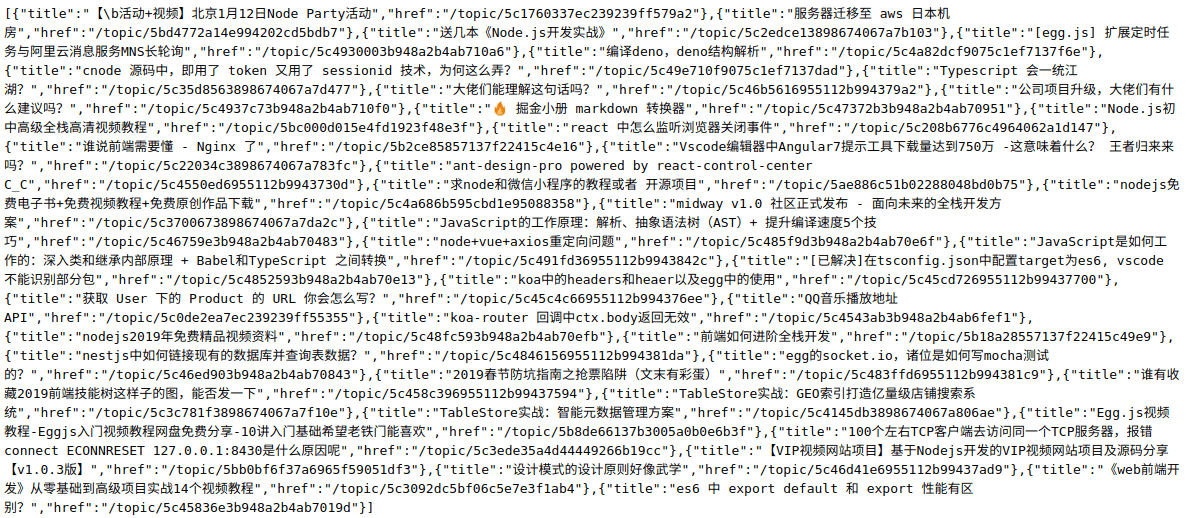 [{"title":"【\b活动+视频】北京1月12日Node Party活动","href":"/topic/5c1760337ec239239ff579a2"},{"title":"服务器迁移至 aws 日本机
房","href":"/topic/5bd4772a14e994202cd5bdb7"},{"title":"送几本《Node.js开发实战》","href":"/topic/5c2edce13898674067a7b103"},{"title":"[egg.js] 扩展定时任
务与阿里云消息服务MNS长轮询","href":"/topic/5c4930003b948a2b4ab710a6"},{"title":"编译deno，deno结构解析","href":"/topic/5c4a82dcf9075c1ef7137f6e"},
{"title":"cnode 源码中，即用了 token 又用了 sessionid 技术，为何这么弄？","href":"/topic/5c49e710f9075c1ef7137dad"},{"title":"Typescript 会一统江
湖？","href":"/topic/5c35d8563898674067a7d477"},{"title":"大佬们能理解这句话吗？","href":"/topic/5c46b5616955112b994379a2"},{"title":"公司项目升级，大佬们有什
么建议吗？","href":"/topic/5c4937c73b948a2b4ab710f0"},{"title":"🔥 掘金小册 markdown 转换器","href":"/topic/5c47372b3b948a2b4ab70951"},{"title":"Node.js初
中高级全栈高清视频教程","href":"/topic/5bc000d015e4fd1923f48e3f"},{"title":"react 中怎么监听浏览器关闭事件","href":"/topic/5c208b6776c4964062a1d147"},
{"title":"谁说前端需要懂 - Nginx 了","href":"/topic/5b2ce85857137f22415c4e16"},{"title":"Vscode编辑器中Angular7提示工具下载量达到750万 -这意味着什么? 王者归来来
吗？","href":"/topic/5c22034c3898674067a783fc"},{"title":"ant-design-pro powered by react-control-center
C_C","href":"/topic/5c4550ed6955112b9943730d"},{"title":"求node和微信小程序的教程或者 开源项目","href":"/topic/5ae886c51b02288048bd0b75"},{"title":"nodejs免
费电子书+免费视频教程+免费原创作品下载","href":"/topic/5c4a686b595cbd1e95088358"},{"title":"midway v1.0 社区正式发布 - 面向未来的全栈开发方
案","href":"/topic/5c3700673898674067a7da2c"},{"title":"JavaScript的工作原理：解析、抽象语法树（AST）+ 提升编译速度5个技
巧","href":"/topic/5c46759e3b948a2b4ab70483"},{"title":"node+vue+axios重定向问题","href":"/topic/5c485f9d3b948a2b4ab70e6f"},{"title":"JavaScript是如何工
作的：深入类和继承内部原理 + Babel和TypeScript 之间转换","href":"/topic/5c491fd36955112b9943842c"},{"title":"[已解决]在tsconfig.json中配置target为es6, vscode
不能识别部分包","href":"/topic/5c4852593b948a2b4ab70e13"},{"title":"koa中的headers和heaer以及egg中的使用","href":"/topic/5c45cd726955112b99437700"},
{"title":"获取 User 下的 Product 的 URL 你会怎么写？","href":"/topic/5c45c4c66955112b994376ee"},{"title":"QQ音乐播放地址
API","href":"/topic/5c0de2ea7ec239239ff55355"},{"title":"koa-router 回调中ctx.body返回无效","href":"/topic/5c4543ab3b948a2b4ab6fef1"},
{"title":"nodejs2019年免费精品视频资料","href":"/topic/5c48fc593b948a2b4ab70efb"},{"title":"前端如何进阶全栈开发","href":"/topic/5b18a28557137f22415c49e9"},
{"title":"nestjs中如何链接现有的数据库并查询表数据？","href":"/topic/5c4846156955112b994381da"},{"title":"egg的socket.io，诸位是如何写mocha测试
的？","href":"/topic/5c46ed903b948a2b4ab70843"},{"title":"2019春节防坑指南之抢票陷阱（文末有彩蛋）","href":"/topic/5c483ffd6955112b994381c9"},{"title":"谁有收
藏2019前端技能树这样子的图，能否发一下","href":"/topic/5c458c396955112b99437594"},{"title":"TableStore实战：GEO索引打造亿量级店铺搜索系
统","href":"/topic/5c3c781f3898674067a7f10e"},{"title":"TableStore实战：智能元数据管理方案","href":"/topic/5c4145db3898674067a806ae"},{"title":"Egg.js视频
教程-Eggjs入门视频教程网盘免费分享-10讲入门基础希望老铁门能喜欢","href":"/topic/5b8de66137b3005a0b0e6b3f"},{"title":"100个左右TCP客户端去访问同一个TCP服务器，报错
connect ECONNRESET 127.0.0.1:8430是什么原因呢","href":"/topic/5c3ede35a4d44449266b19cc"},{"title":"【VIP视频网站项目】基于Nodejs开发的VIP视频网站项目及源码分享
【v1.0.3版】","href":"/topic/5bb0bf6f37a6965f59051df3"},{"title":"设计模式的设计原则好像武学","href":"/topic/5c46d41e6955112b99437ad9"},{"title":"《web前端开
发》从零基础到高级项目实战14个视频教程","href":"/topic/5c3092dc5bf06c5e7e3f1ab4"},{"title":"es6 中 export default 和 export 性能有区
别？","href":"/topic/5c45836e3b948a2b4ab7019d"}]